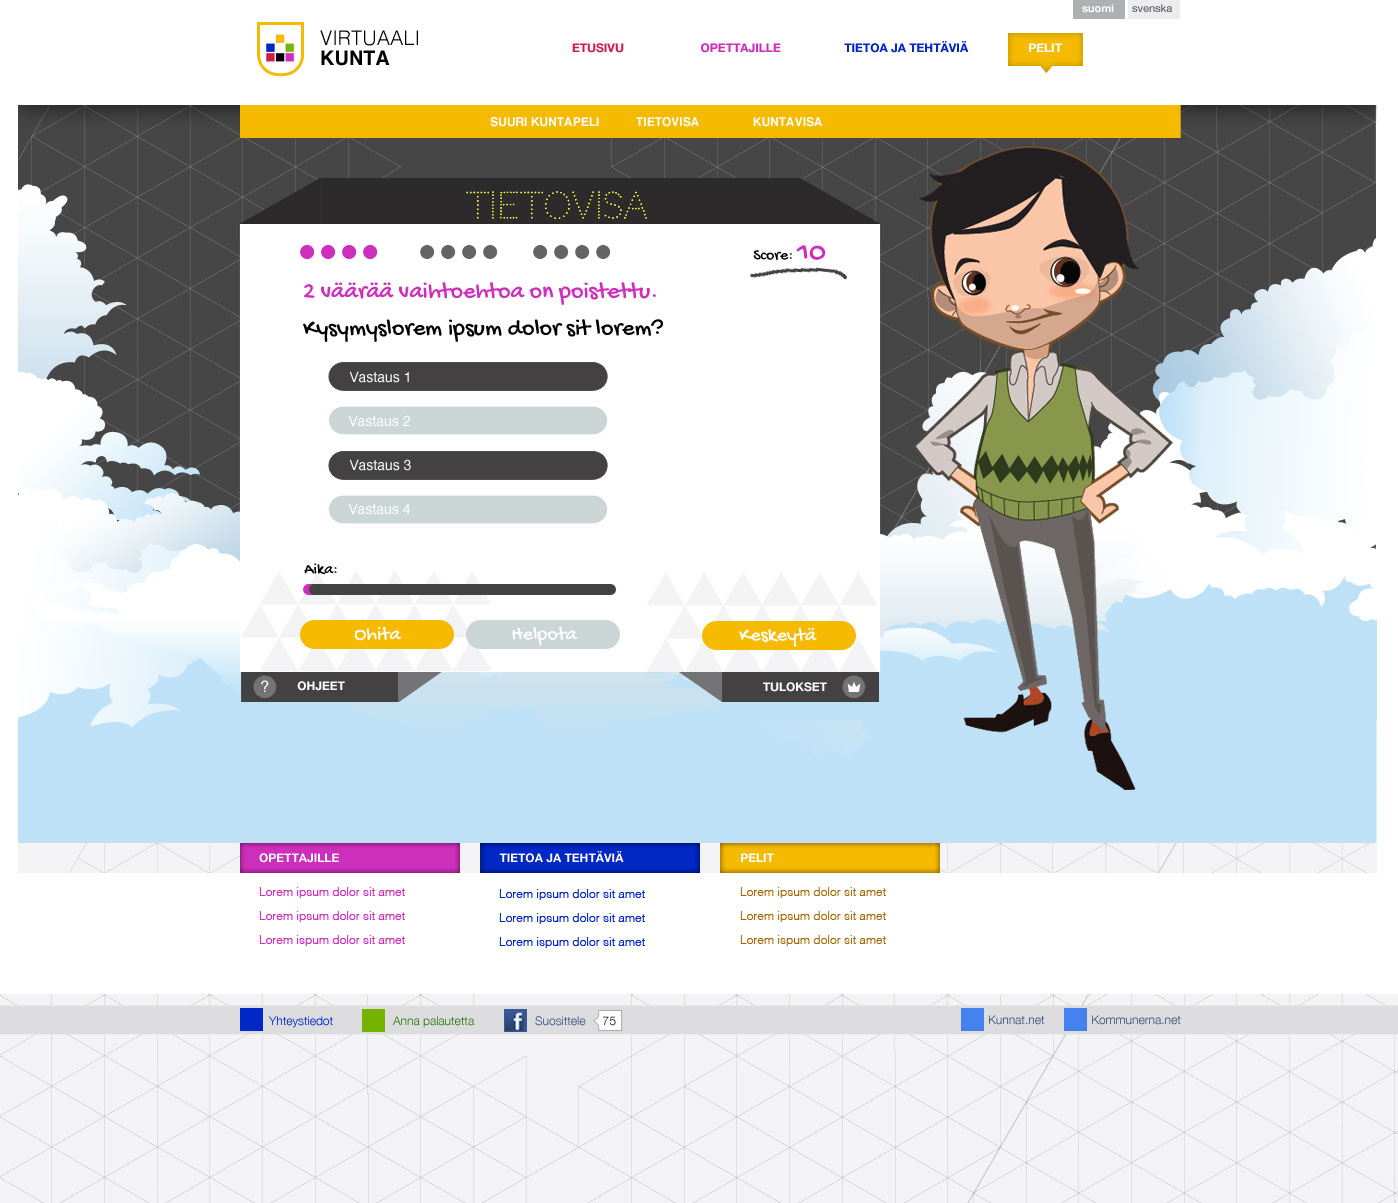 suomi svenska
VIRTUAALI
KUNTA
ETUSIVU OPETTAJILLE TIETOA JA TEHTÄVIÄ PELIT
SUURI KUNTAPELI TIETOVISA KUNTAVISA
TIETOVISA
Score: 10
2 väärää vaihtoehtoa on poistettu.
Kysymyslorem ipsum dolor sit lorem?
Vastaus 1
Vastaus 2
Vastaus 3
Vastaus 4
Aika:
Ohita Helpota Keskeytä
? OHJEET TULOKSET
OPETTAJILLE
Lorem ipsum dolor sit amet
Lorem ipsum dolor sit amet
Lorem ispum dolor sit amet
TIETOA JA TEHTÄVIÄ
Lorem ipsum dolor sit amet
Lorem ipsum dolor sit amet
Lorem ispum dolor sit amet
PELIT
Lorem ipsum dolor sit amet
Lorem ipsum dolor sit amet
Lorem ispum dolor sit amet
Yhteystiedot Anna palautetta f Suosittele 75 Kunnat.net Kommunerna.net